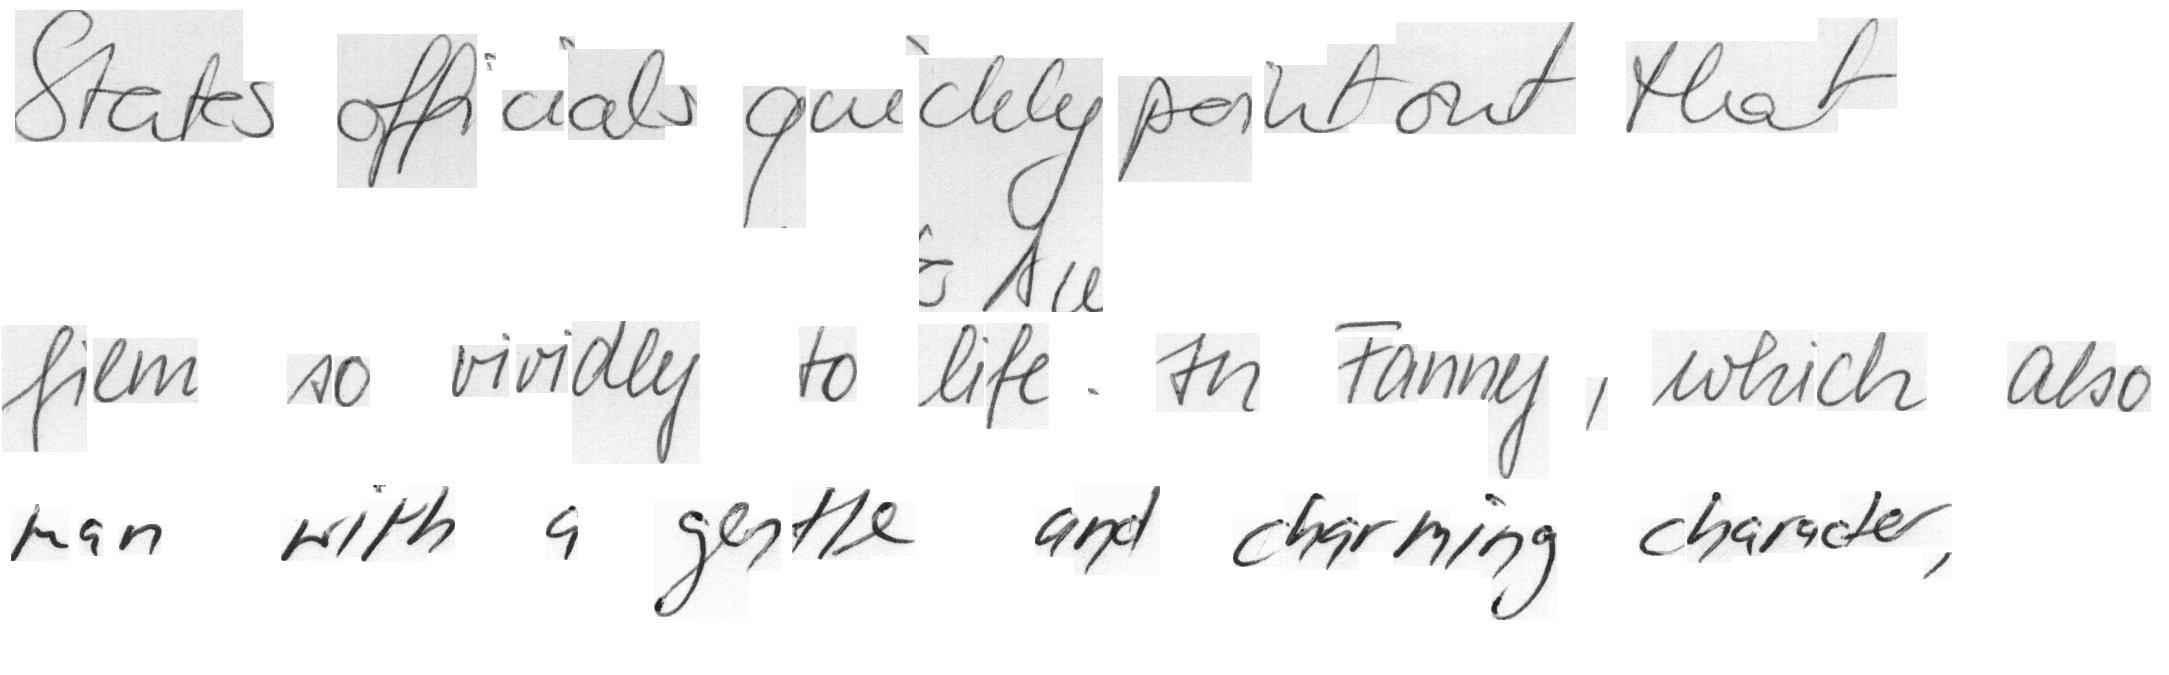 States officials quickly point out that
film so vividly to life. In Fanny, which also
man with a gentle and charming character,